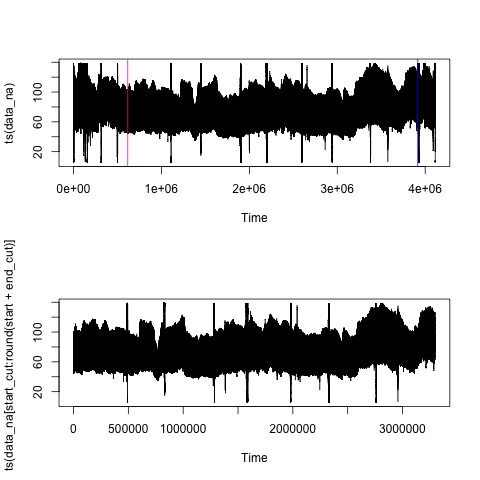 ts(data_na)
100
60
20
0e+00 1e+06 2e+06 3e+06 4e+06
Time
ts(data_na[start_cut:round(start + end_cut)]
100
60
20
0 500000 1000000 2000000 3000000
Time